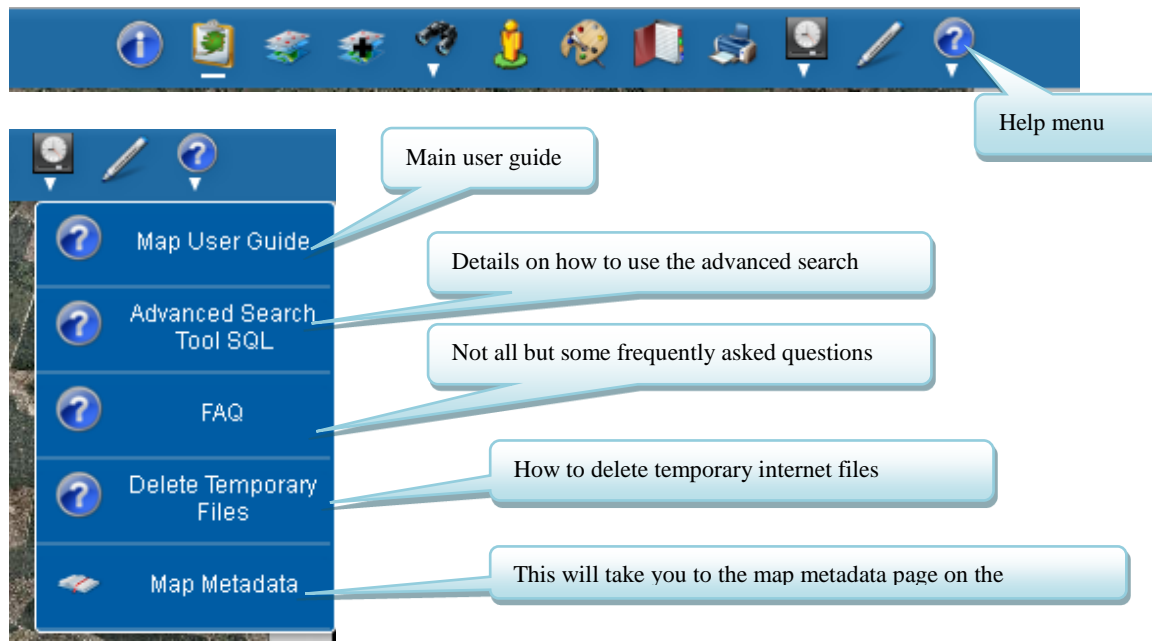 Help menu
Main user guide
Map User Guide
Details on how to use the advanced search
Advanced Search
Tool SQL
Not all but some frequently asked questions
FAQ
How to delete temporary internet files
Delete Temporary
Files
This will take you to the map metadata page on the
Map Metadata